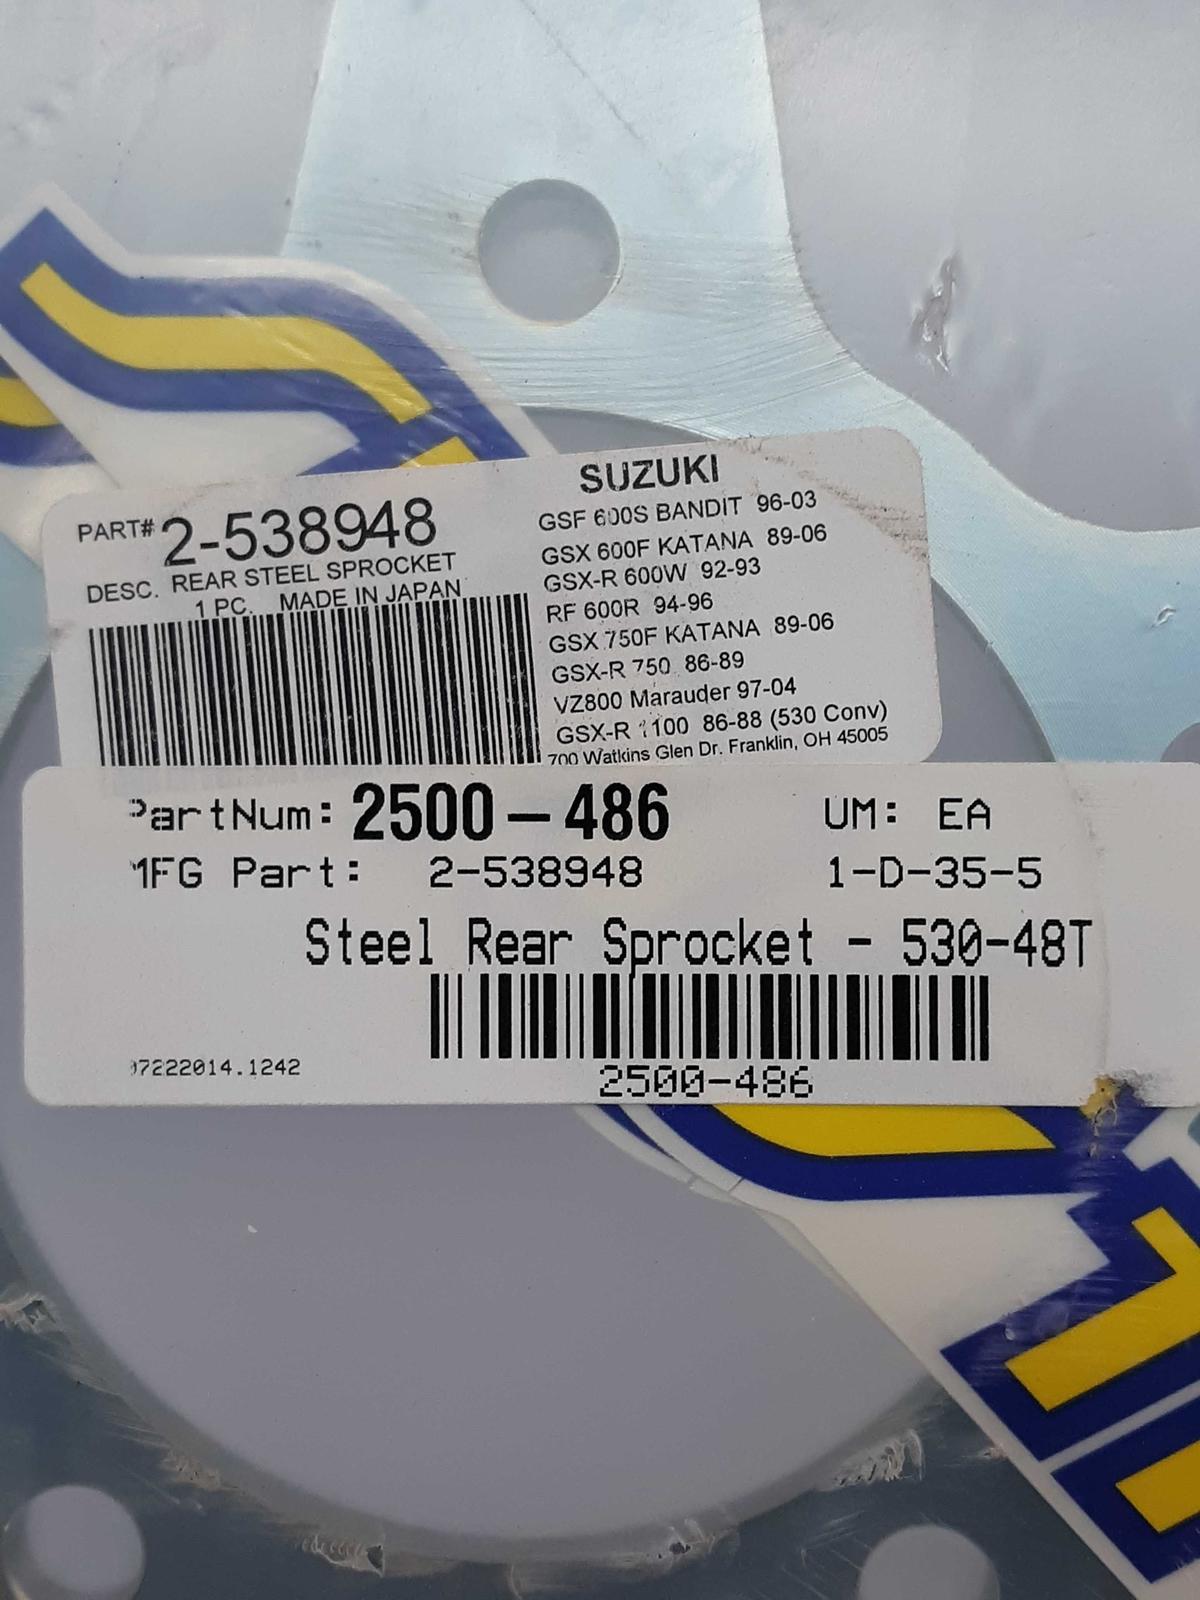 SUZUKI
PART# 2-538948
DESC. REAR STEEL SPROCKET
1 PC. MADE IN JAPAN
GSF 600S BANDIT 96-03
GSX 600F KATANA 89-06
GSX-R 600W 92-93
RF 600R 94-96
GSX 750F KATANA 89-06
GSX-R 750 86-89
VZ800 Marauder 97-04
GSX-R 1100 86-88 (530 Conv)
700 Watkins Glen Dr. Franklin, OH 45005
PartNum: 2500-486 UM: EA
MFG Part: 2-538948 1-D-35-5
Steel Rear Sprocket - 530-48T
07222014.1242
2500-486